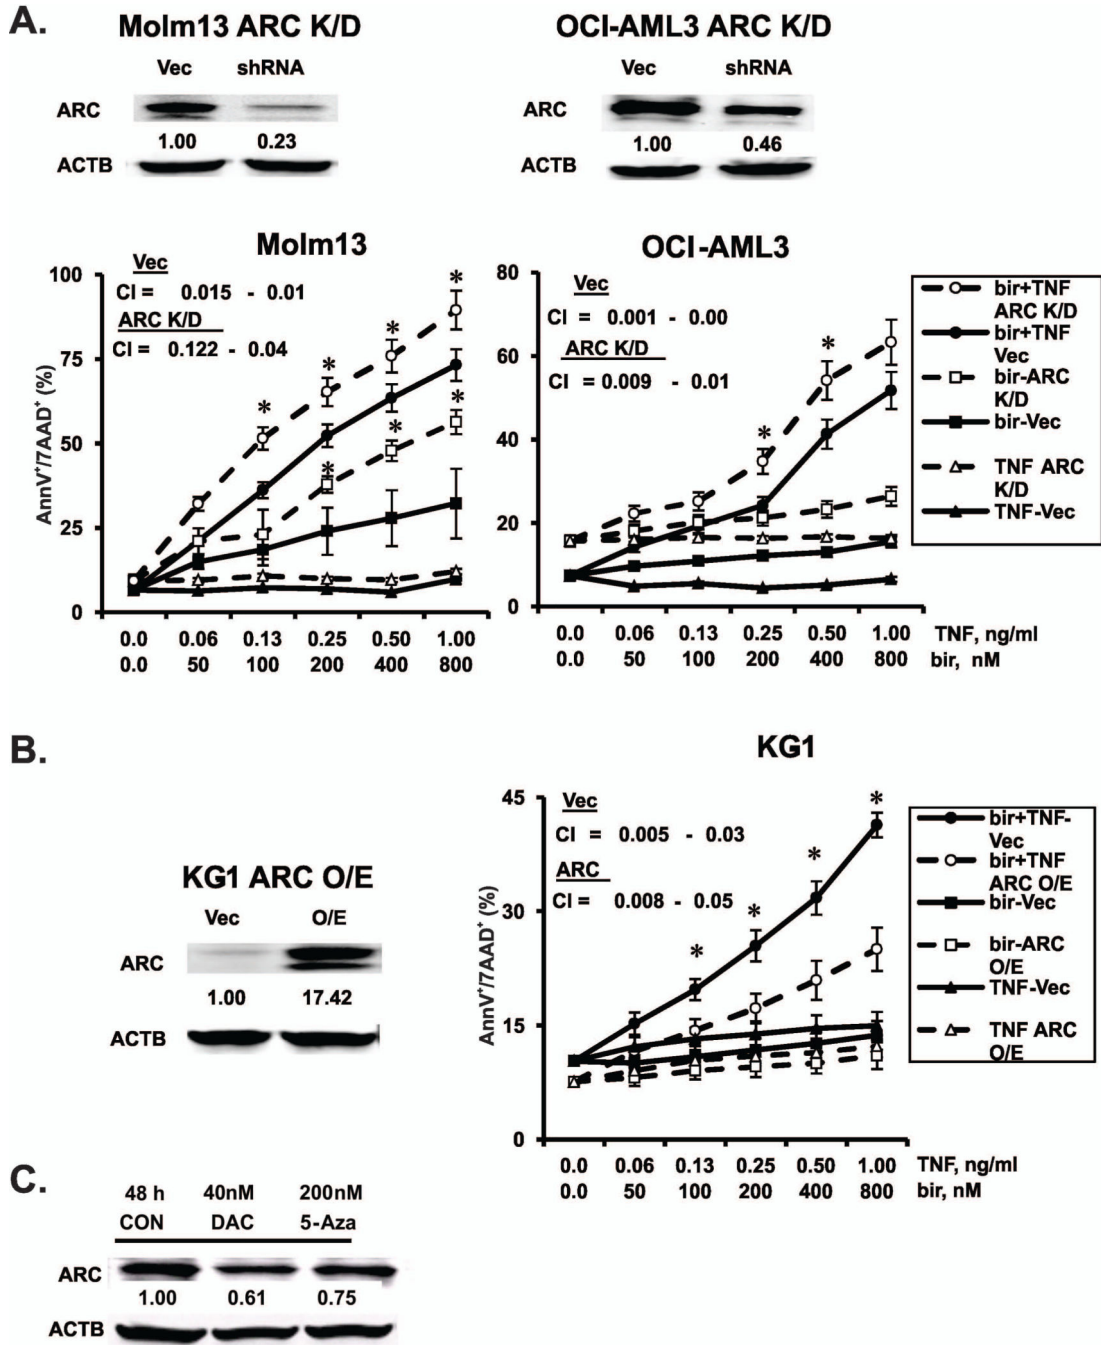 A.
Molm13 ARC K/D
Vec shRNA
ARC
1.00 0.23
ACTB
OCI-AML3 ARC K/D
Vec shRNA
ARC
1.00 0.46
ACTB
Molm13
AnnV+/7AAD+ (%)
100
75
50
25
0
Vec
CI = 0.015 - 0.01
ARC K/D
CI = 0.122 - 0.04
* * * * *
* * *
0.0 0.06 0.13 0.25 0.50 1.00
0.0 50 100 200 400 800
OCI-AML3
80
60
40
20
0
Vec
CI = 0.001 - 0.00
ARC K/D
CI = 0.009 - 0.01
* *
0.0 0.06 0.13 0.25 0.50 1.00 TNF, ng/ml
0.0 50 100 200 400 800 bir, nM
bir+TNF
ARC K/D
bir+TNF
Vec
bir-ARC
K/D
bir-Vec
TNF ARC
K/D
TNF-Vec
B.
KG1 ARC O/E
Vec O/E
ARC
1.00 17.42
ACTB
KG1
AnnV+/7AAD+ (%)
45
30
15
0
Vec
CI = 0.005 - 0.03
ARC
CI = 0.008 - 0.05
* * * *
0.0 0.06 0.13 0.25 0.50 1.00 TNF, ng/ml
0.0 50 100 200 400 800 bir, nM
bir+TNF-
Vec
bir+TNF
ARC O/E
bir-Vec
bir-ARC
O/E
TNF-Vec
TNF ARC
O/E
C.
48 h 40nM 200nM
CON DAC 5-Aza
ARC
1.00 0.61 0.75
ACTB